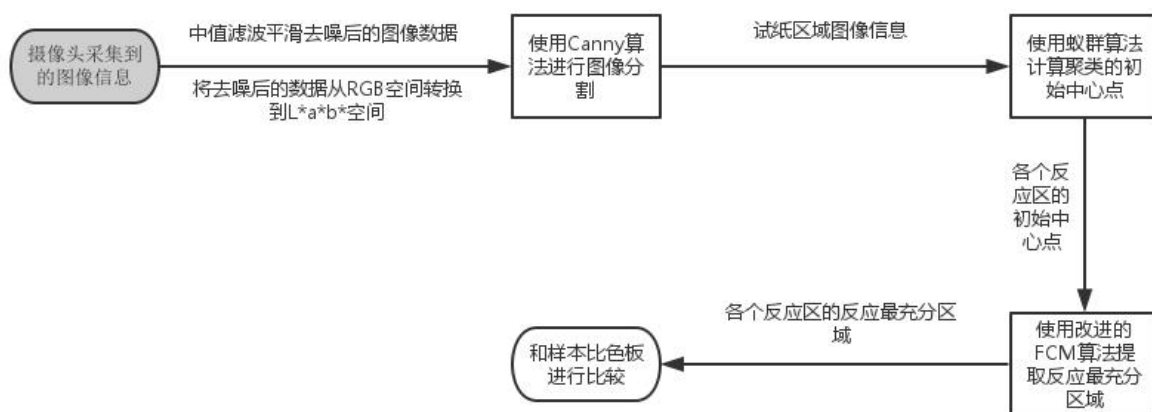 摄像头采集到
的图像信息
中值滤波平滑去噪后的图像数据
将去噪后的数据从RGB空间转换
到L*a*b*空间
使用Canny算
法进行图像分
割
试纸区域图像信息
使用蚁群算法
计算聚类的初
始中心点
各个反
应区的
初始中
心点
使用改进的
FCM算法提
取反应最充分
区域
各个反应区的反应最充分区
域
和样本比色板
进行比较